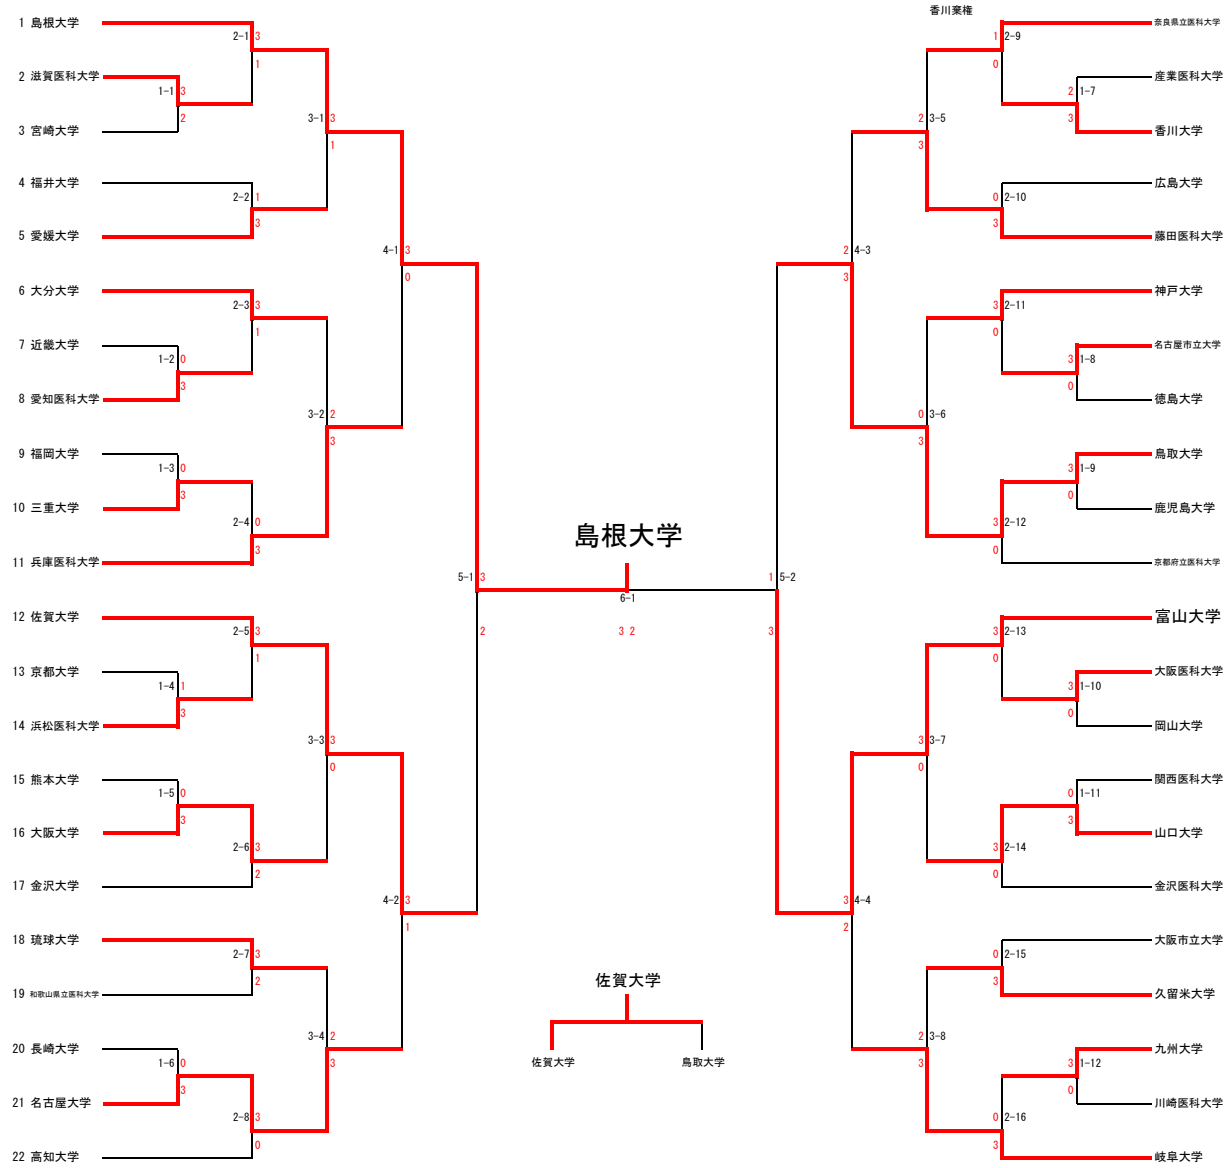 香川棄権
1 島根大学
2-1 3
1
2 滋賀医科大学
1-1 3
2
3 宮崎大学
3-1 3
1
4 福井大学
2-2 1
3
5 愛媛大学
4-1 3
0
6 大分大学
2-3 3
1
7 近畿大学
1-2 0
3
8 愛知医科大学
3-2 2
3
9 福岡大学
1-3 0
3
10 三重大学
2-4 0
3
11 兵庫医科大学
5-1 3
2
12 佐賀大学
2-5 3
1
13 京都大学
1-4 1
3
14 浜松医科大学
3-3 3
0
15 熊本大学
1-5 0
3
16 大阪大学
2-6 3
2
17 金沢大学
4-2 3
1
18 琉球大学
2-7 3
2
19 和歌山県立医科大学
3-4 2
3
20 長崎大学
1-6 0
3
21 名古屋大学
2-8 3
0
22 高知大学
島根大学
6-1
3 2
佐賀大学
佐賀大学 鳥取大学
奈良県立医科大学
1 2-9
0
産業医科大学
2 1-7
3
香川大学
2 3-5
3
広島大学
0 2-10
3
藤田医科大学
2 4-3
3
神戸大学
3 2-11
0
名古屋市立大学
3 1-8
0
徳島大学
0 3-6
3
鳥取大学
3 1-9
0
鹿児島大学
3 2-12
0
京都府立医科大学
1 5-2
3
富山大学
3 2-13
0
大阪医科大学
3 1-10
0
岡山大学
3 3-7
0
関西医科大学
0 1-11
3
山口大学
3 2-14
0
金沢医科大学
3 4-4
2
大阪市立大学
0 2-15
3
久留米大学
2 3-8
3
九州大学
3 1-12
0
川崎医科大学
0 2-16
3
岐阜大学